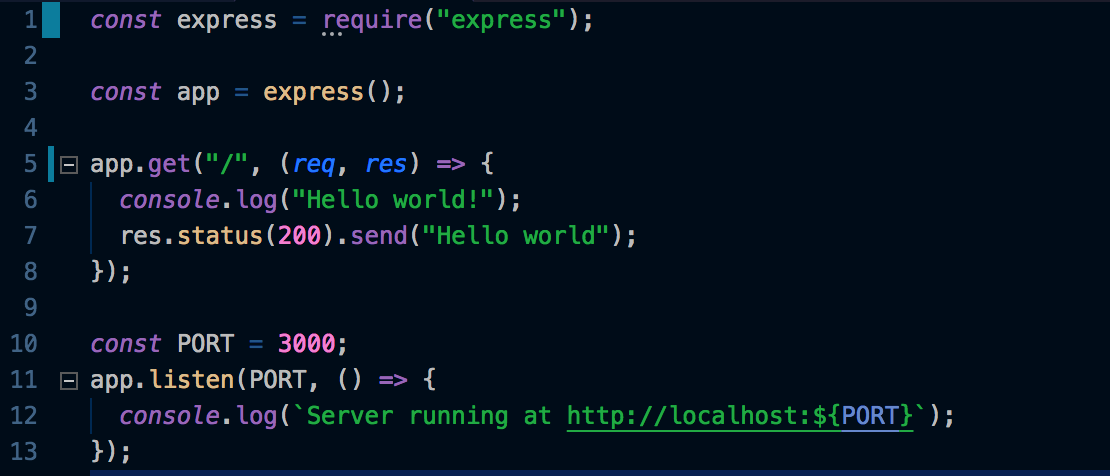 1 const express = require("express");
2
3 const app = express();
4
5 app.get("/", (req, res) => {
6   console.log("Hello world!");
7   res.status(200).send("Hello world");
8 });
9
10 const PORT = 3000;
11 app.listen(PORT, () => {
12   console.log(`Server running at http://localhost:${PORT}`);
13 });